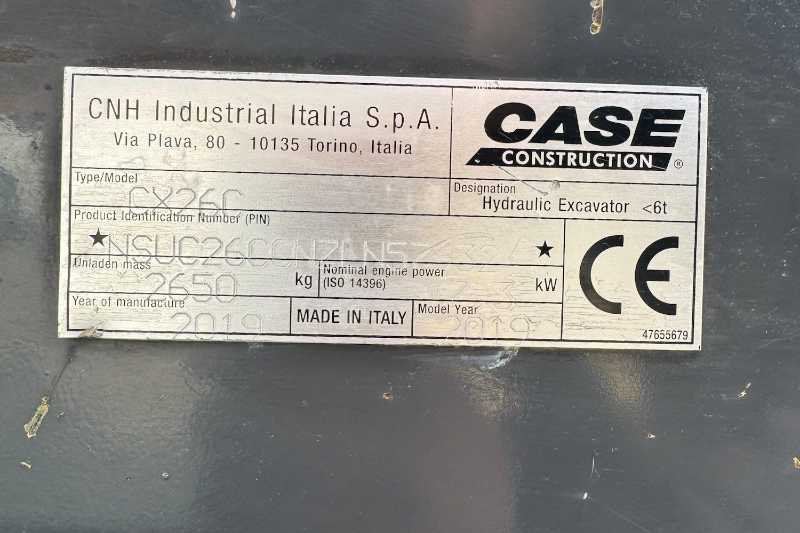 CNH Industrial Italia S.p.A.
Via Plava, 80 - 10135 Torino, Italia
CASE
CONSTRUCTION ®
Type/Model
CX26C
Designation
Hydraulic Excavator <6t
Product Identification Number (PIN)
★ ★
CE
Unladen mass
2650 kg
Nominal engine power
(ISO 14396)
kW
Year of manufacture
2019
MADE IN ITALY
Model Year
2019
47655679